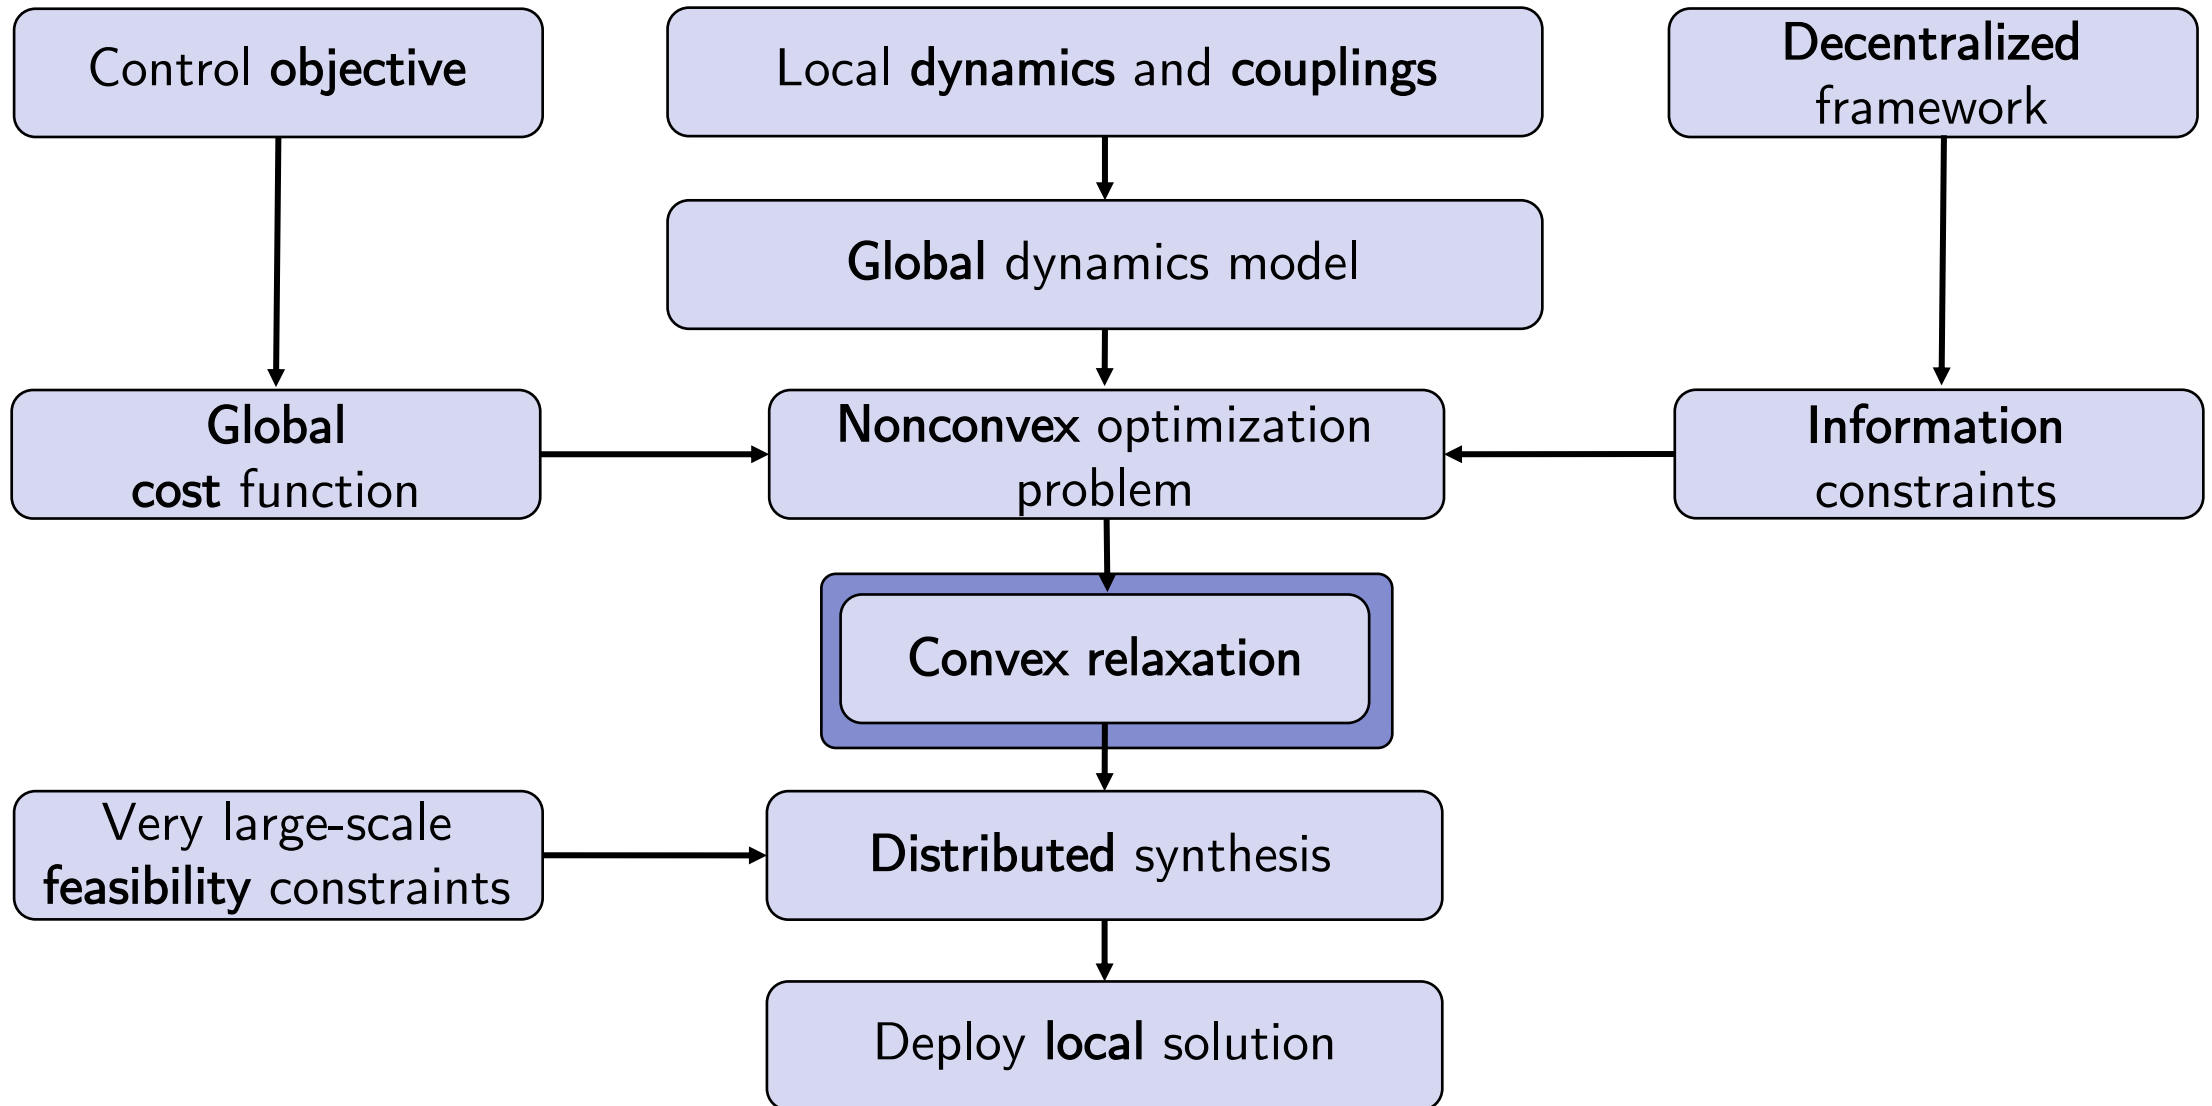 Control objective
Local dynamics and couplings
Decentralized
framework
Global dynamics model
Global
cost function
Nonconvex optimization
problem
Information
constraints
Convex relaxation
Very large-scale
feasibility constraints
Distributed synthesis
Deploy local solution